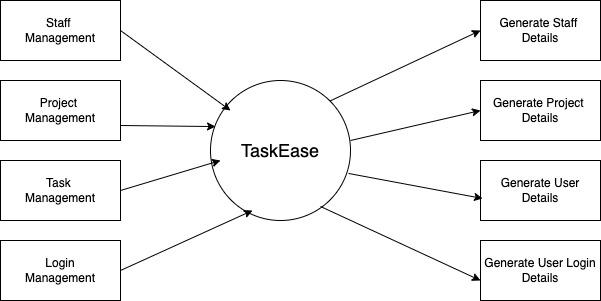 Staff
Management
Project
Management
Task
Management
Login
Management
TaskEase
Generate Staff
Details
Generate Project
Details
Generate User
Details
Generate User Login
Details